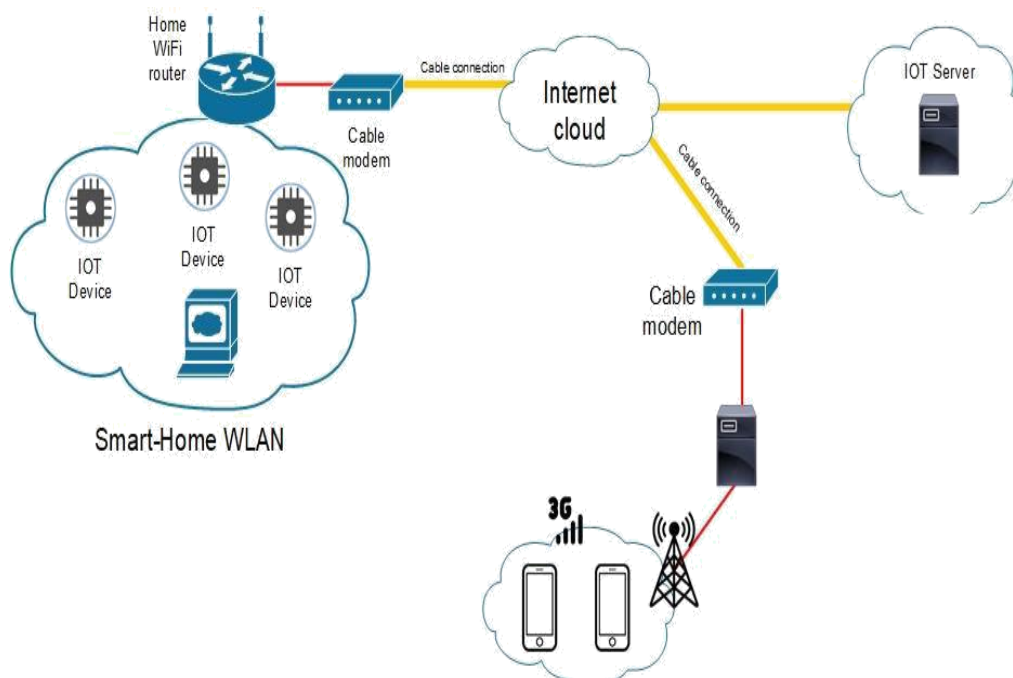 Home
WiFi
router
Cable connection
Cable
modem
Internet
cloud
IOT Server
Cable connection
IOT
Device
IOT
Device
IOT
Device
Cable
modem
Smart-Home WLAN
3G